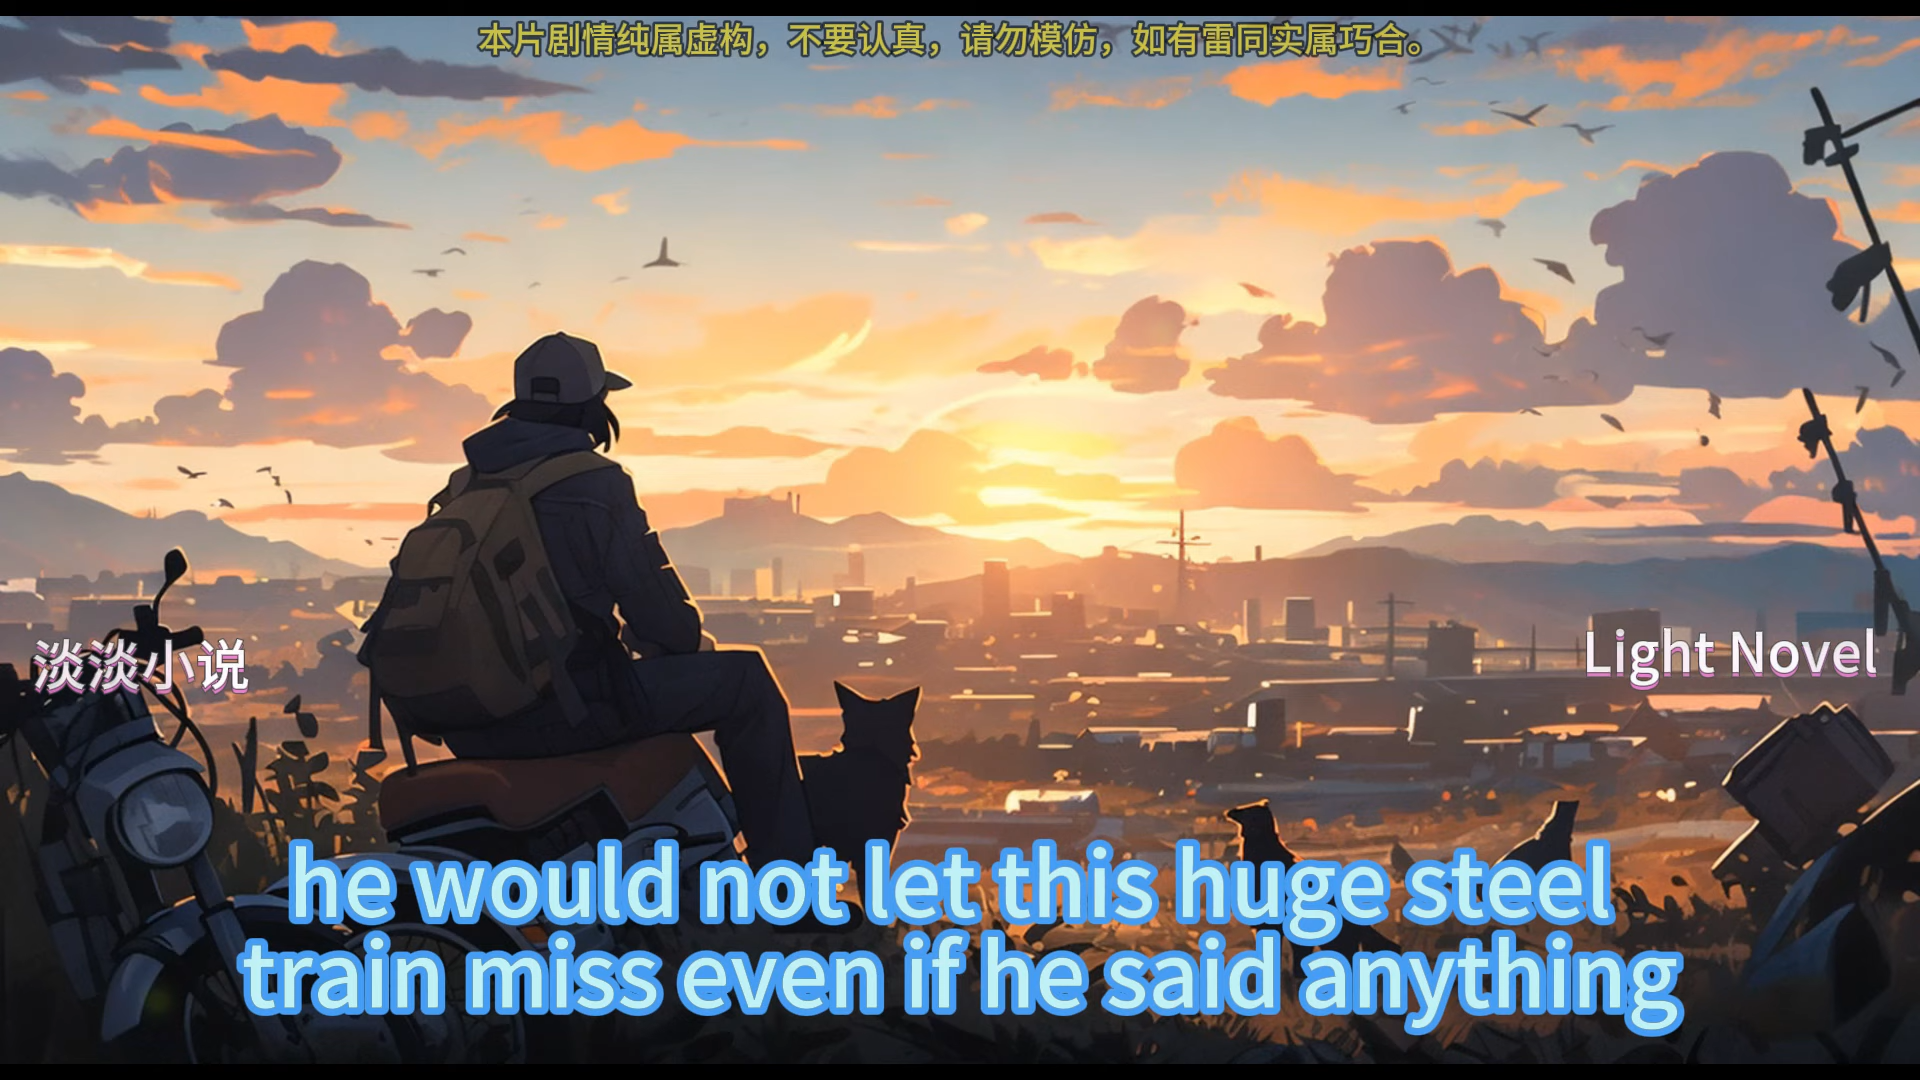 本片剧情纯属虚构，不要认真，请勿模仿，如有雷同实属巧合。
淡淡小说
Light Novel
he would not let this huge steel
train miss even if he said anything